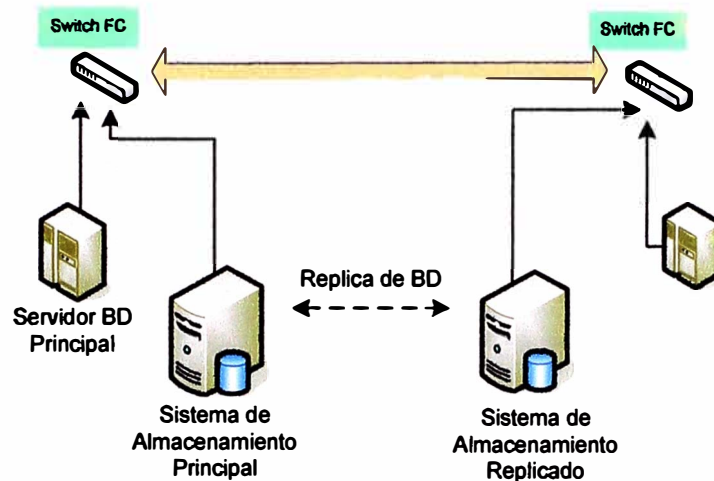 Switch FC
Switch FC
Replica de BD
Servidor BD
Principal
Sistema de
Almacenamiento
Principal
Sistema de
Almacenamiento
Replicado